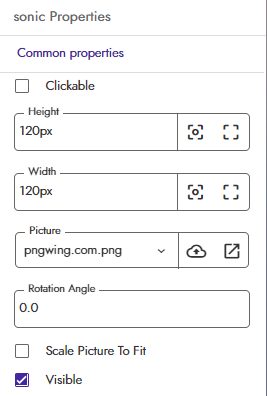 sonic Properties
Common properties
Clickable
Height
120px
Width
120px
Picture
pngwing.com.png
Rotation Angle
0.0
Scale Picture To Fit
Visible